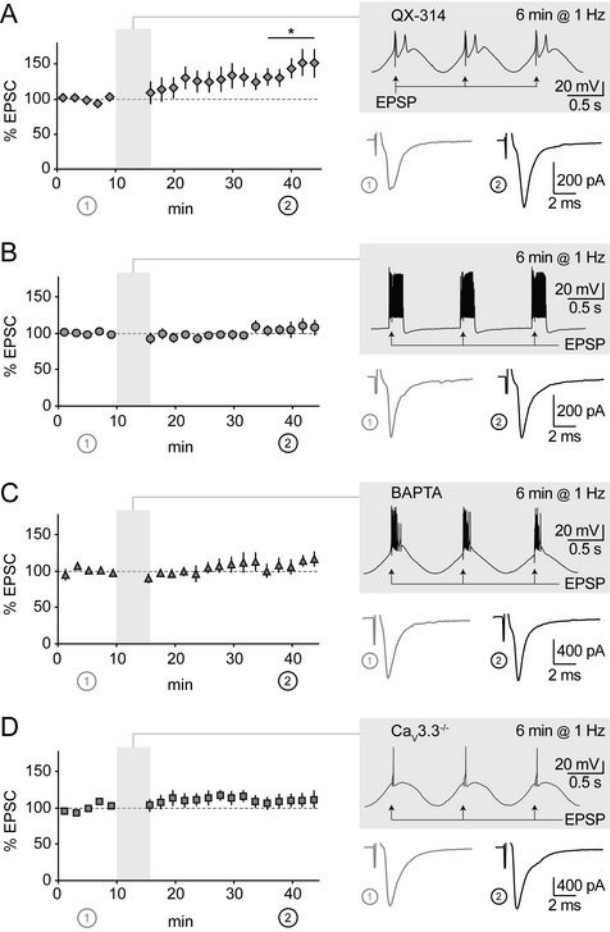 A
QX-314 6 min @ 1 Hz
% EPSC
150
100
50
0
*
EPSP
20 mV
0.5 s
1 2
200 pA
2 ms
0 10 20 30 40
1 min 2
B
6 min @ 1 Hz
% EPSC
150
100
50
0
20 mV
0.5 s
EPSP
1 2
200 pA
2 ms
0 10 20 30 40
1 min 2
C
BAPTA 6 min @ 1 Hz
% EPSC
150
100
50
0
20 mV
0.5 s
EPSP
1 2
400 pA
2 ms
0 10 20 30 40
1 min 2
D
CaV3.3-/- 6 min @ 1 Hz
% EPSC
150
100
50
0
20 mV
0.5 s
EPSP
1 2
400 pA
2 ms
0 10 20 30 40
1 min 2